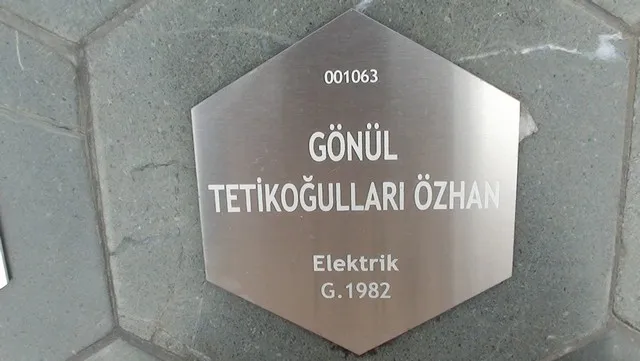 001063
GÖNÜL
TETİKOĞULLARI ÖZHAN
Elektrik
G.1982